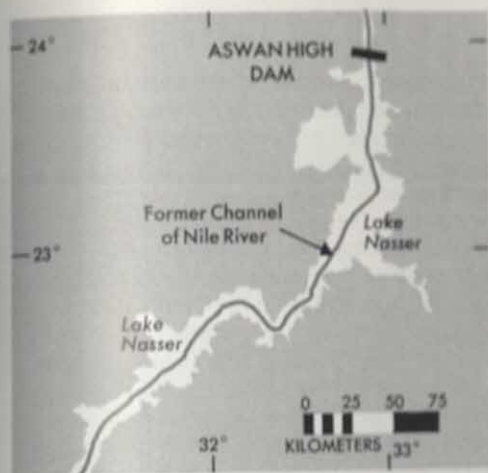 24°
ASWAN HIGH
DAM
Former Channel
of Nile River
Lake
Nasser
23°
Lake
Nasser
0 25 50 75
KILOMETERS
32°
33°